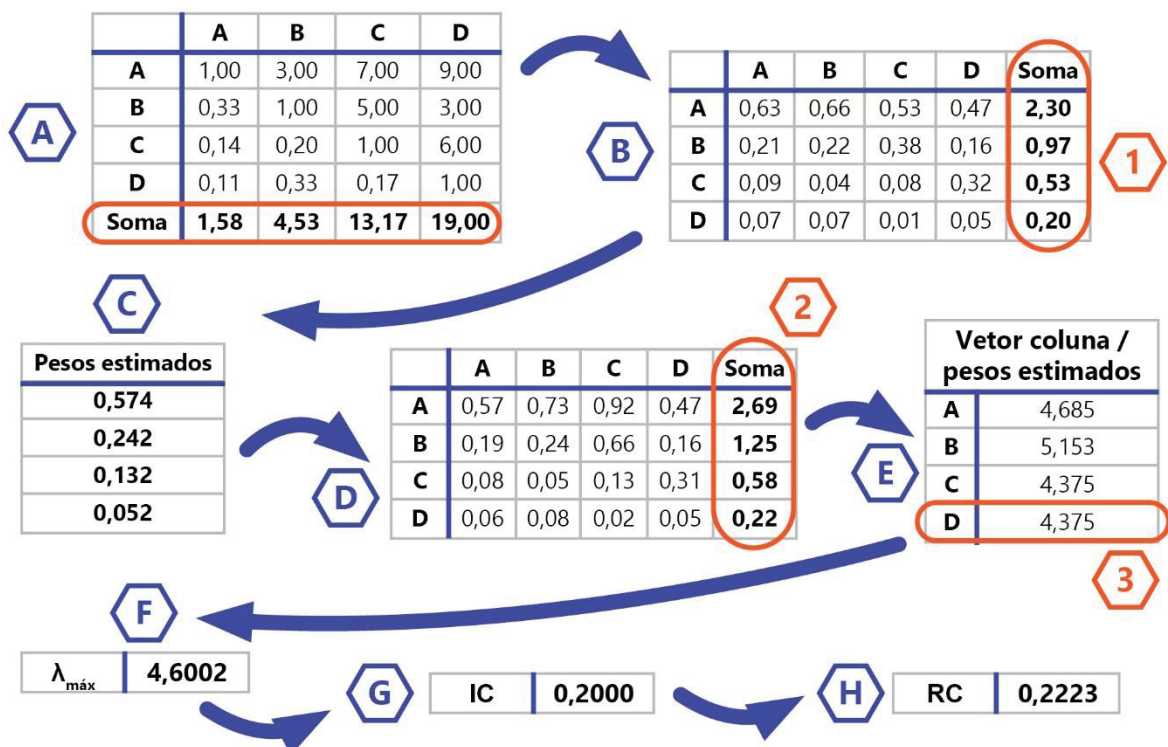 A B C D
A 1,00 3,00 7,00 9,00
B 0,33 1,00 5,00 3,00
C 0,14 0,20 1,00 6,00
D 0,11 0,33 0,17 1,00
Soma 1,58 4,53 13,17 19,00
A
A B C D Soma
A 0,63 0,66 0,53 0,47 2,30
B 0,21 0,22 0,38 0,16 0,97
C 0,09 0,04 0,08 0,32 0,53
D 0,07 0,07 0,01 0,05 0,20
B
1
C
Pesos estimados
0,574
0,242
0,132
0,052
2
A B C D Soma
A 0,57 0,73 0,92 0,47 2,69
B 0,19 0,24 0,66 0,16 1,25
C 0,08 0,05 0,13 0,31 0,58
D 0,06 0,08 0,02 0,05 0,22
D
Vetor coluna /
pesos estimados
A 4,685
B 5,153
C 4,375
D 4,375
E
3
F
λmáx 4,6002
G
IC 0,2000
H
RC 0,2223